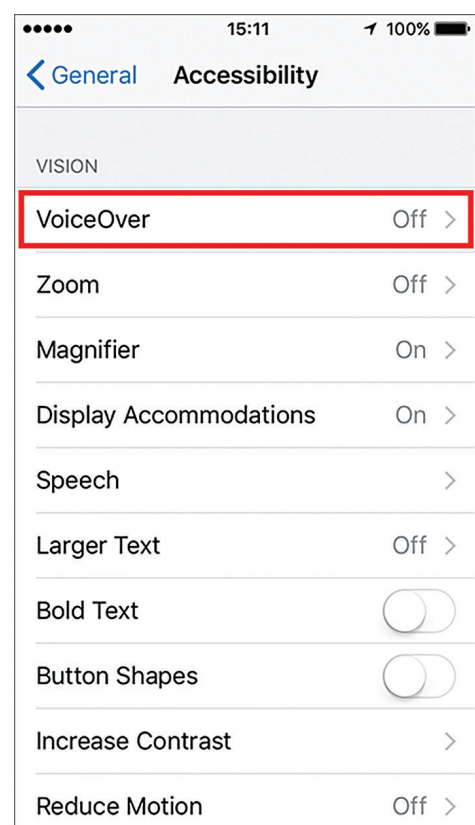 15:11 100%
General Accessibility
VISION
VoiceOver Off
Zoom Off
Magnifier On
Display Accommodations On
Speech
Larger Text Off
Bold Text
Button Shapes
Increase Contrast
Reduce Motion Off